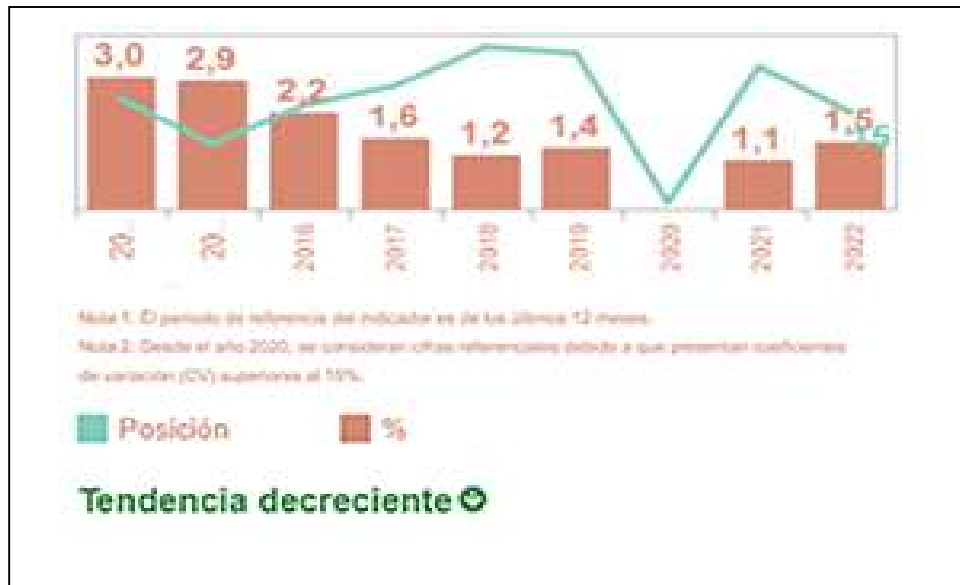 3,0 2,9 2,2 1,6 1,2 1,4 1,1 1,5 15
20. 20. 2016 2017 2018 2019 2020 2021 2022
Nota 1: El periodo de referencia del indicador es de los últimos 12 meses.
Nota 2: Desde el año 2020, se consideran cifras referenciales debido a que presentan coeficientes
de variación (CV) superiores al 15%.
Posición %
Tendencia decreciente